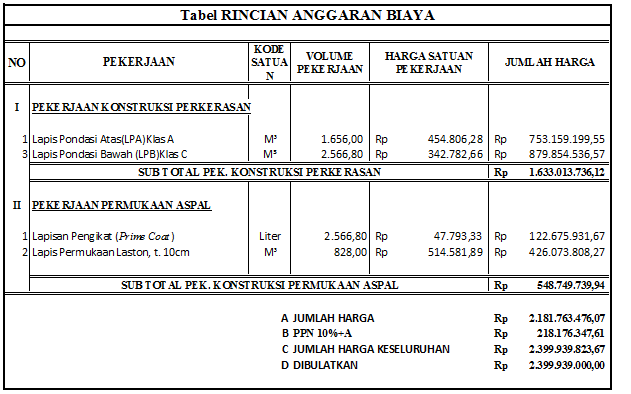 Tabel RINCIAN ANGGARAN BIAYA
NO PEKERJAAN KODE SATUA N VOLUME PEKERJAAN HARGA SATUAN PEKERJAAN JUMLAH HARGA
I PEKERJAAN KONSTRUKSI PERKERASAN
1 Lapis Pondasi Atas(LPA)Klas A M³ 1.656,00 Rp 454.806,28 Rp 753.159.199,55
3 Lapis Pondasi Bawah (LPB)Klas C M³ 2.566,80 Rp 342.782,66 Rp 879.854.536,57
SUB TOTAL PEK. KONSTRUKSI PERKERASAN Rp 1.633.013.736,12
II PEKERJAAN PERMUKAAN ASPAL
1 Lapisan Pengikat (Prime Coat) Liter 2.566,80 Rp 47.793,33 Rp 122.675.931,67
2 Lapis Permukaan Laston, t. 10cm M³ 828,00 Rp 514.581,89 Rp 426.073.808,27
SUB TOTAL PEK. KONSTRUKSI PERMUKAAN ASPAL Rp 548.749.739,94
A JUMLAH HARGA Rp 2.181.763.476,07
B PPN 10%+A Rp 218.176.347,61
C JUMLAH HARGA KESELURUHAN Rp 2.399.939.823,67
D DIBULATKAN Rp 2.399.939.000,00